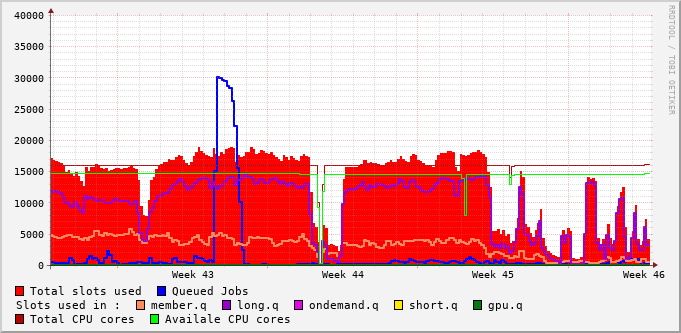 RRDTOOL / TOBI OETIKER
40000
35000
30000
25000
20000
15000
10000
5000
0
Week 43 Week 44 Week 45 Week 46
Total slots used Queued Jobs
Slots used in : member.q long.q ondemand.q short.q gpu.q
Total CPU cores Availale CPU cores